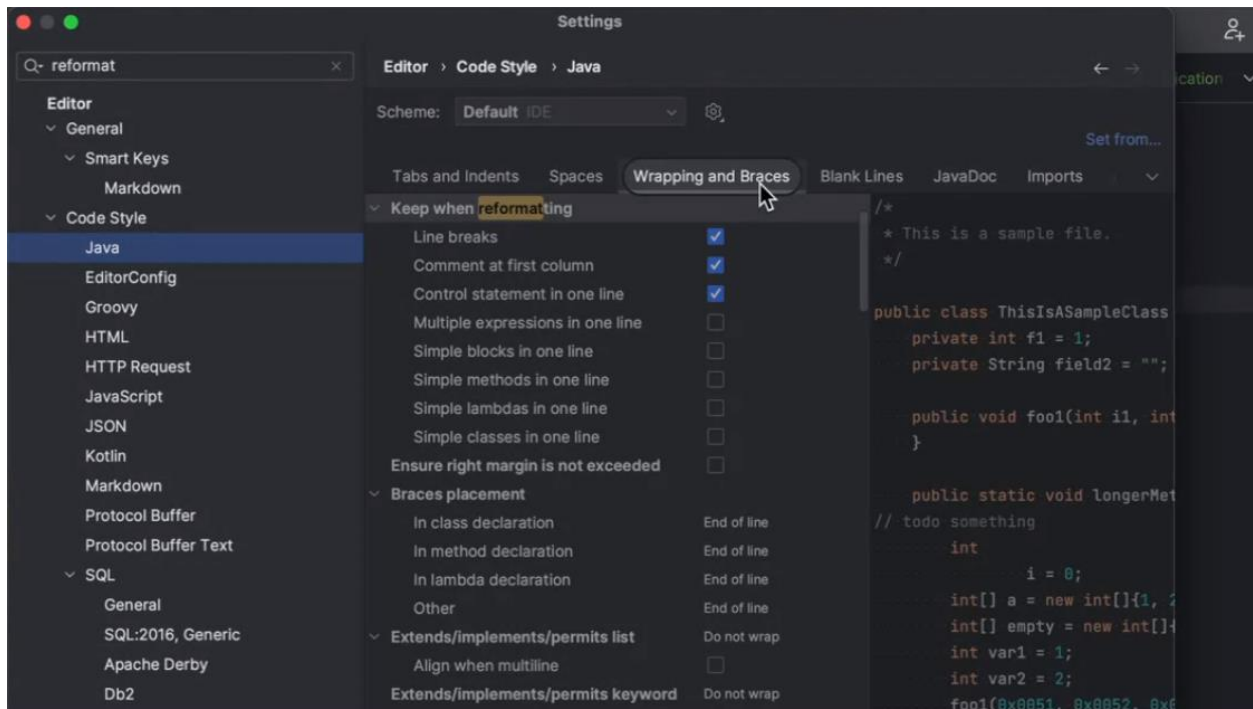 Settings
reformat
Editor
General
Smart Keys
Markdown
Code Style
Java
EditorConfig
Groovy
HTML
HTTP Request
JavaScript
JSON
Kotlin
Markdown
Protocol Buffer
Protocol Buffer Text
SQL
General
SQL:2016, Generic
Apache Derby
Db2
Editor › Code Style › Java
Scheme: Default IDE
Set from...
Tabs and Indents Spaces Wrapping and Braces Blank Lines JavaDoc Imports
Keep when reformatting
Line breaks
Comment at first column
Control statement in one line
Multiple expressions in one line
Simple blocks in one line
Simple methods in one line
Simple lambdas in one line
Simple classes in one line
Ensure right margin is not exceeded
Braces placement
In class declaration End of line
In method declaration End of line
In lambda declaration End of line
Other End of line
Extends/implements/permits list Do not wrap
Align when multiline
Extends/implements/permits keyword Do not wrap
/*
* This is a sample file.
*/
public class ThisIsASampleClass
private int f1 = 1;
private String field2 = "";
public void foo1(int i1, int
}
public static void longerMet
// todo something
int
i = 0;
int[] a = new int[]{1, 2
int[] empty = new int[]{
int var1 = 1;
int var2 = 2;
foo1(0x0051, 0x0052, 0x0
cation